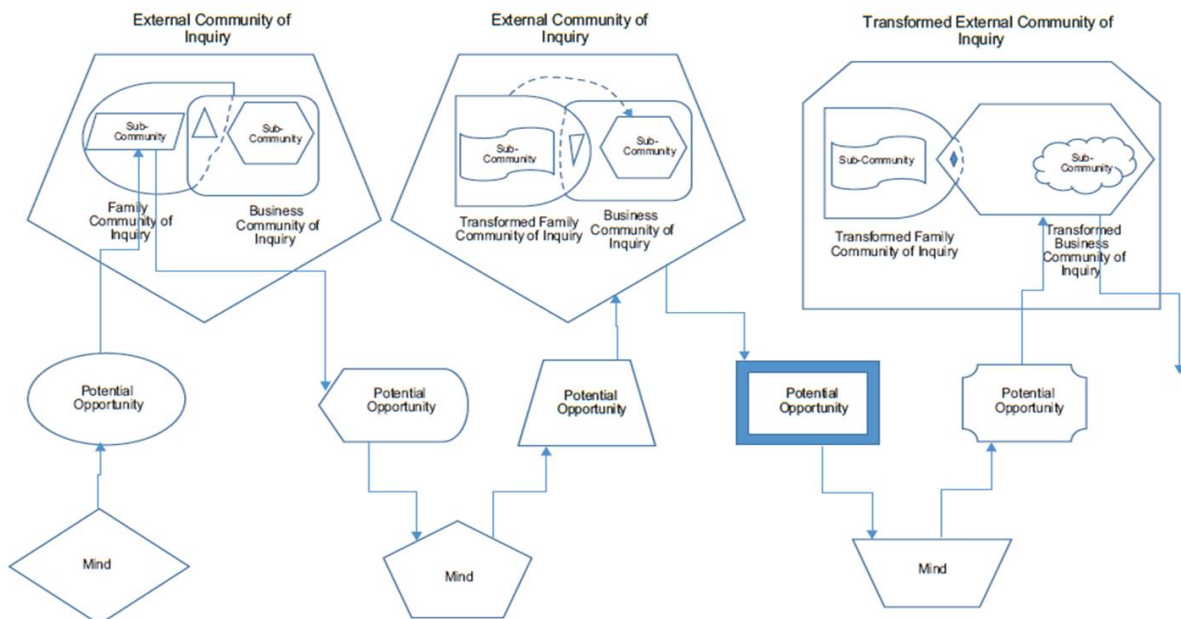 External Community of
Inquiry
External Community of
Inquiry
Transformed External Community of
Inquiry
Sub-
Community
Sub-
Community
Family
Community of
Inquiry
Business
Community of
Inquiry
Sub-
Community
Sub-
Community
Transformed Family
Community of Inquiry
Business
Community of
Inquiry
Sub-Community
Sub-
Community
Transformed Family
Community of Inquiry
Transformed
Business
Community of
Inquiry
Potential
Opportunity
Potential
Opportunity
Potential
Opportunity
Potential
Opportunity
Potential
Opportunity
Mind
Mind
Mind